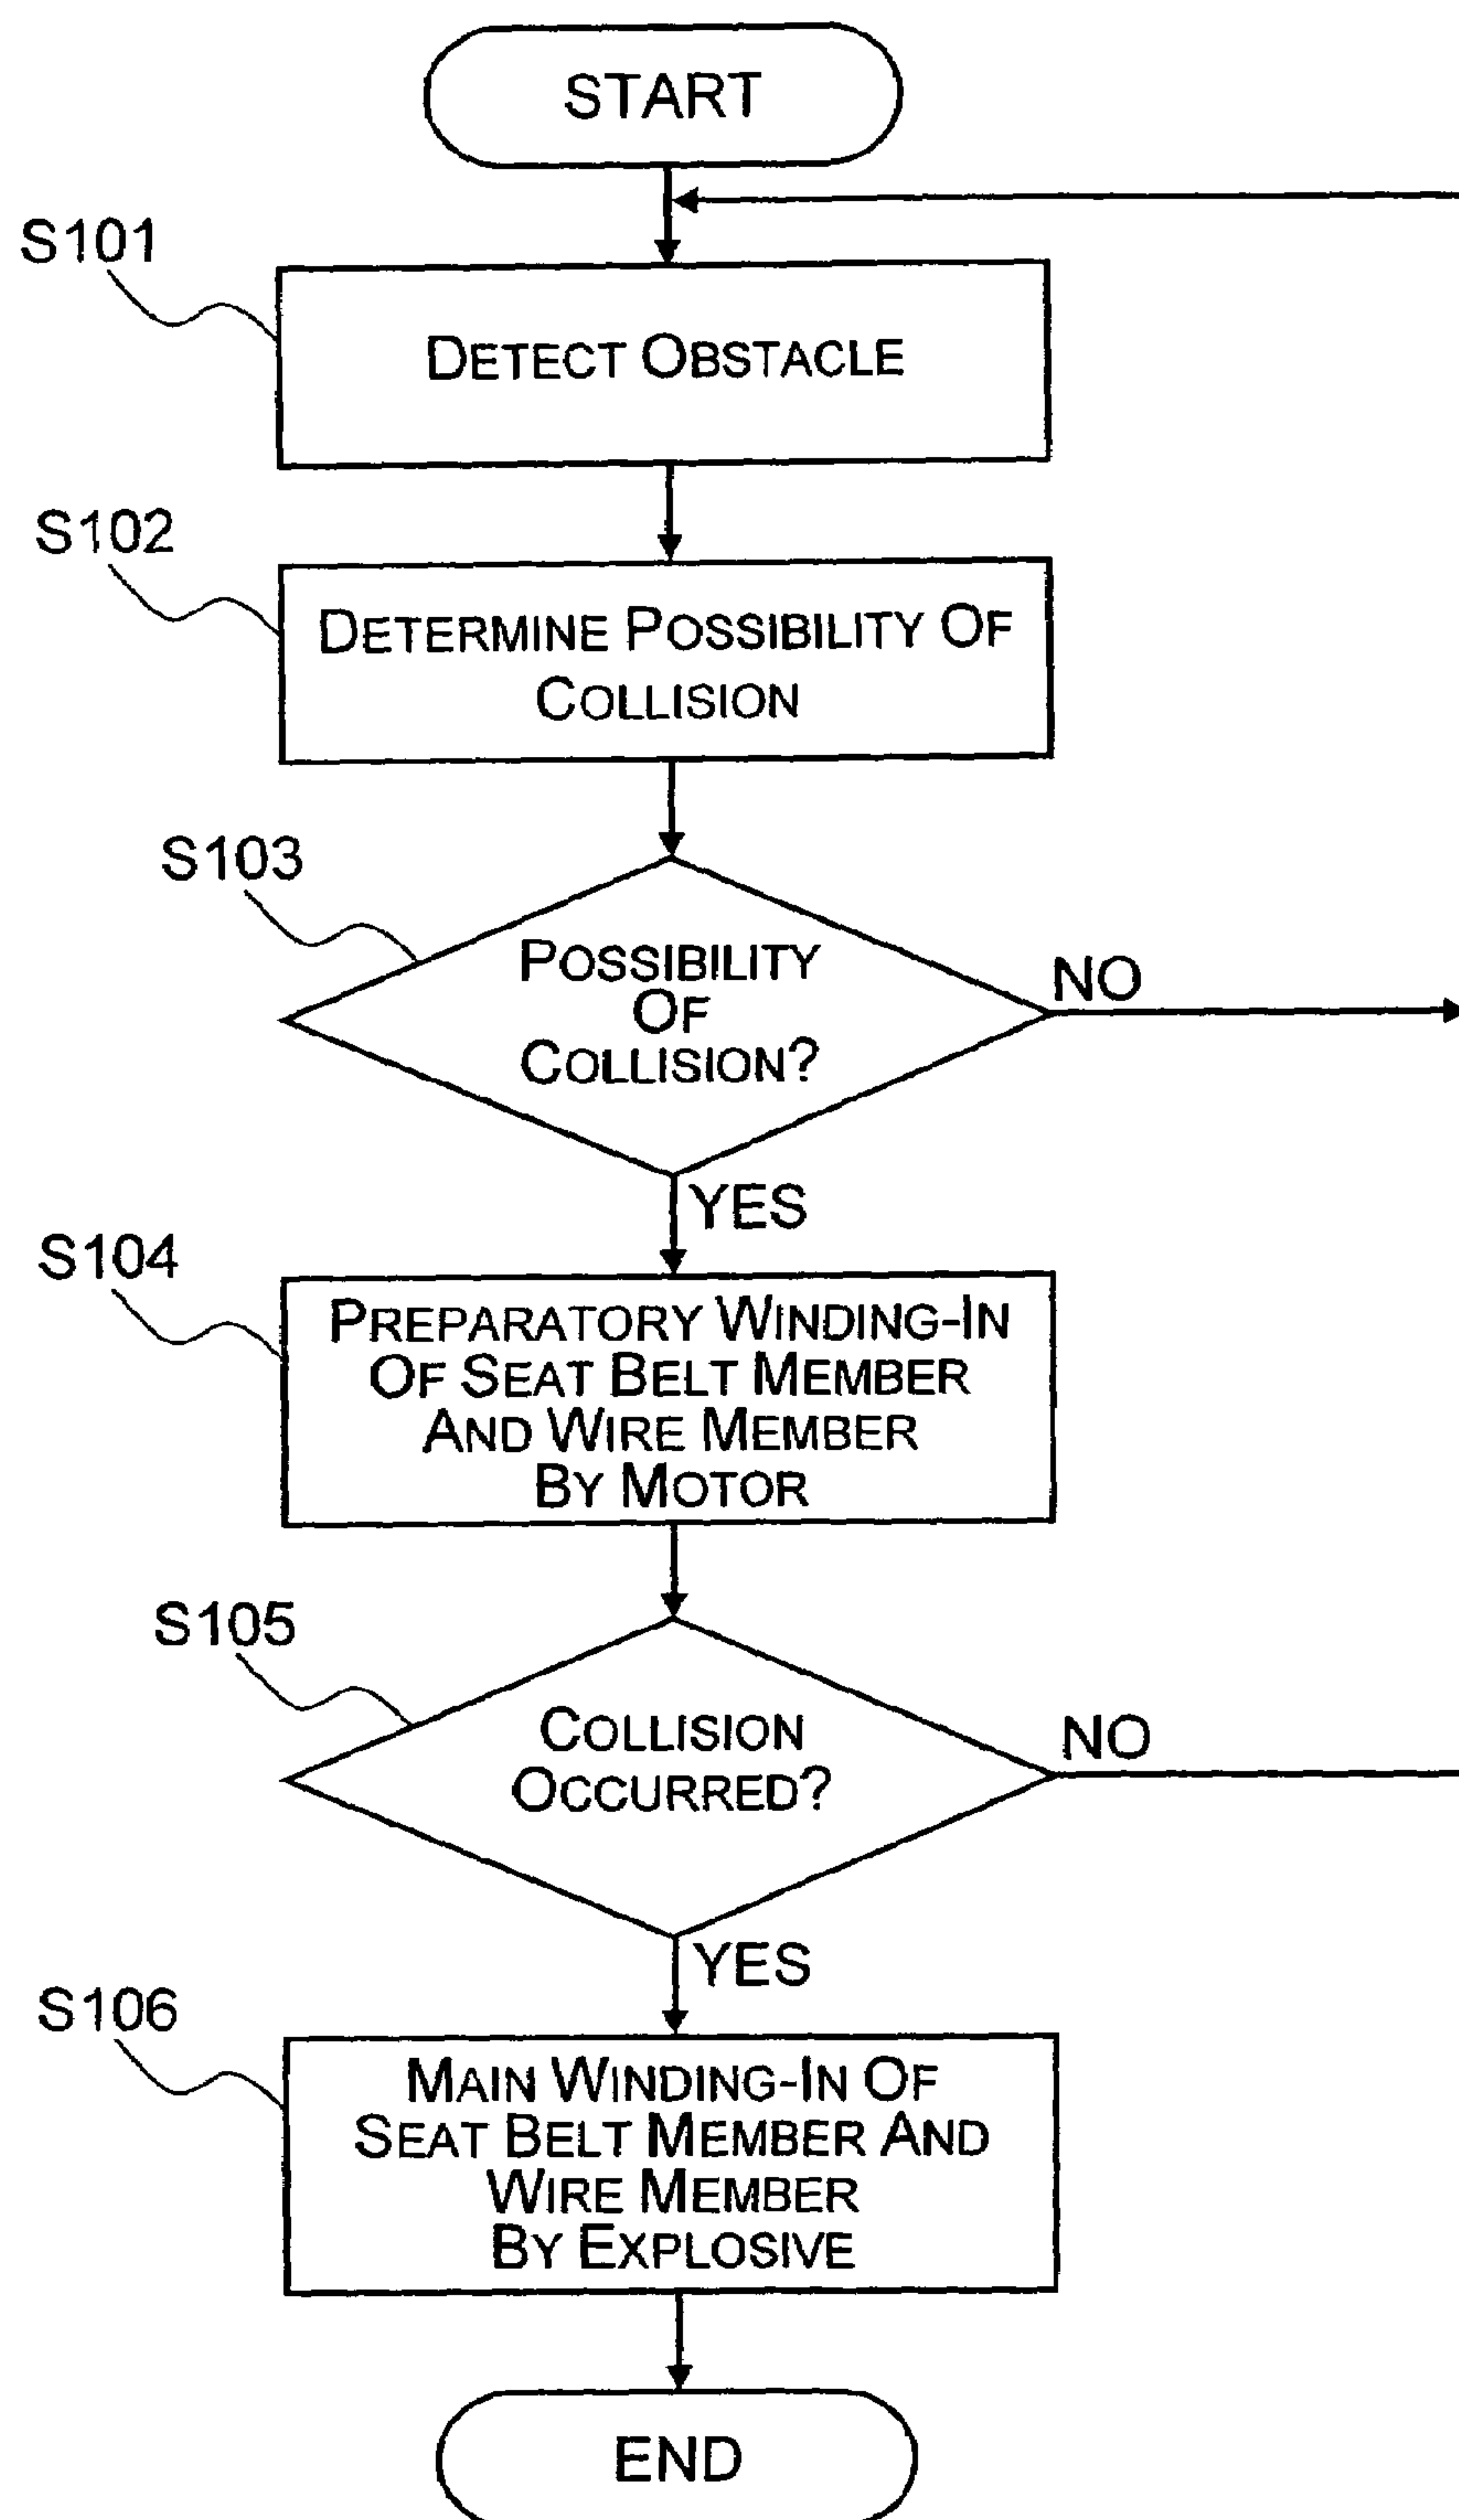 START
S101
DETECT OBSTACLE
S102
DETERMINE POSSIBILITY OF
COLLISION
S103
POSSIBILITY
OF
COLLISION?
NO
YES
S104
PREPARATORY WINDING-IN
OF SEAT BELT MEMBER
AND WIRE MEMBER
BY MOTOR
S105
COLLISION
OCCURRED?
NO
YES
S106
MAIN WINDING-IN OF
SEAT BELT MEMBER AND
WIRE MEMBER
BY EXPLOSIVE
END